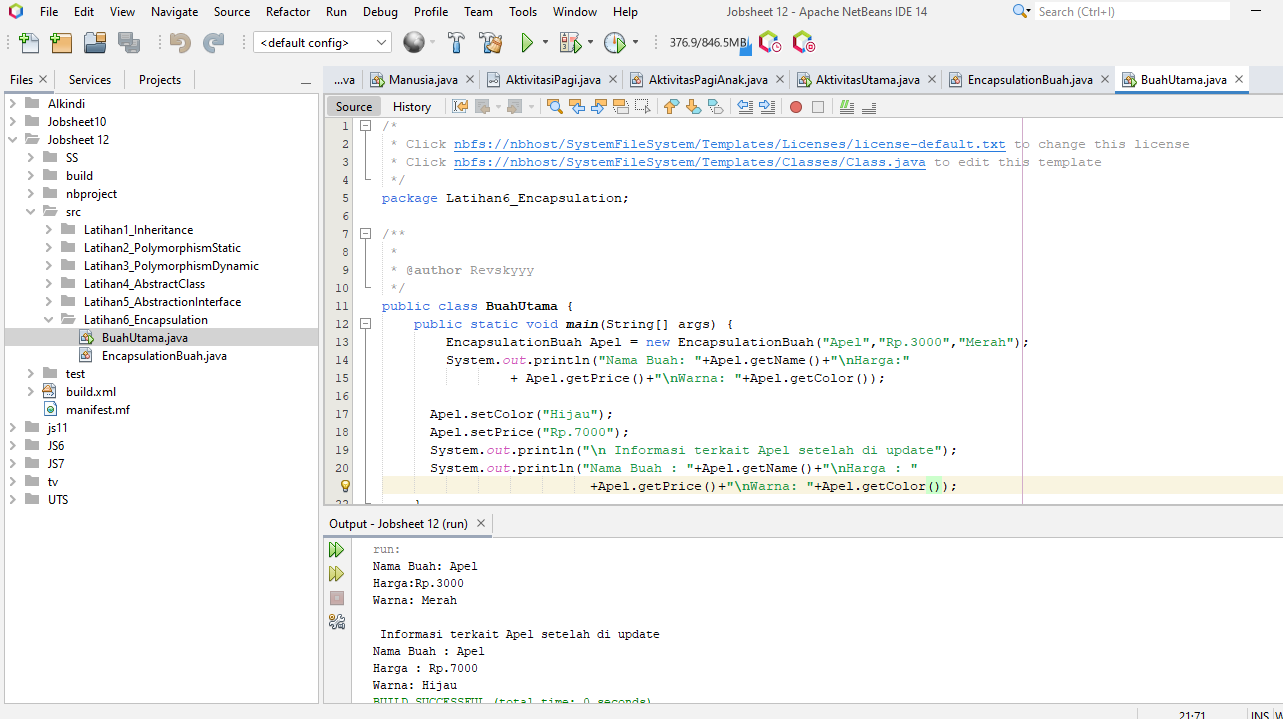 File Edit View Navigate Source Refactor Run Debug Profile Team Tools Window Help Jobsheet 12 - Apache NetBeans IDE 14 Search (Ctrl+I)
<default config> 376.9/846.5MB
Files Services Projects
...va Manusia.java AktivitasiPagi.java AktivitasPagiAnak.java AktivitasUtama.java EncapsulationBuah.java BuahUtama.java
Alkindi
Jobsheet10
Jobsheet 12
SS
build
nbproject
src
Latihan1_Inheritance
Latihan2_PolymorphismStatic
Latihan3_PolymorphismDynamic
Latihan4_AbstractClass
Latihan5_AbstractionInterface
Latihan6_Encapsulation
BuahUtama.java
EncapsulationBuah.java
test
build.xml
manifest.mf
js11
JS6
JS7
tv
UTS
Source History
1 /*
2 * Click nbfs://nbhost/SystemFileSystem/Templates/Licenses/license-default.txt to change this license
3 * Click nbfs://nbhost/SystemFileSystem/Templates/Classes/Class.java to edit this template
4 */
5 package Latihan6_Encapsulation;
6
7 /**
8 *
9 * @author Revskyyy
10 */
11 public class BuahUtama {
12 public static void main(String[] args) {
13 EncapsulationBuah Apel = new EncapsulationBuah("Apel","Rp.3000","Merah");
14 System.out.println("Nama Buah: "+Apel.getName()+"\nHarga:"
15 + Apel.getPrice()+"\nWarna: "+Apel.getColor());
16
17 Apel.setColor("Hijau");
18 Apel.setPrice("Rp.7000");
19 System.out.println("\n Informasi terkait Apel setelah di update");
20 System.out.println("Nama Buah : "+Apel.getName()+"\nHarga : "
+Apel.getPrice()+"\nWarna: "+Apel.getColor());
22 }
Output - Jobsheet 12 (run)
run:
Nama Buah: Apel
Harga:Rp.3000
Warna: Merah
Informasi terkait Apel setelah di update
Nama Buah : Apel
Harga : Rp.7000
Warna: Hijau
BUILD SUCCESSFUL (total time: 0 seconds)
21:71 INS